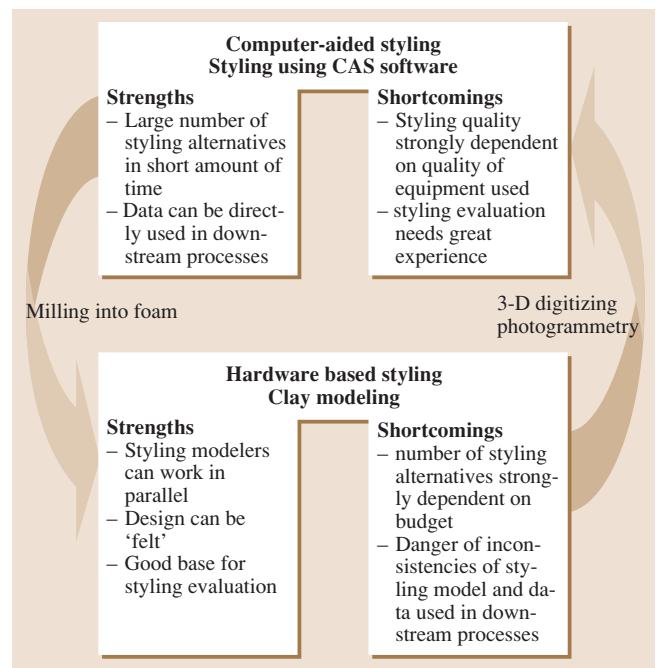 Computer-aided styling
Styling using CAS software
Strengths
– Large number of
styling alternatives
in short amount of
time
– Data can be direct-
ly used in down-
stream processes
Shortcomings
– Styling quality
strongly dependent
on quality of
equipment used
– styling evaluation
needs great
experience
Milling into foam
3-D digitizing
photogrammetry
Hardware based styling
Clay modeling
Strengths
– Styling modelers
can work in
parallel
– Design can be
‘felt’
– Good base for
styling evaluation
Shortcomings
– number of styling
alternatives strong-
ly dependent on
budget
– Danger of incon-
sistencies of sty-
ling model and da-
ta used in down-
stream processes